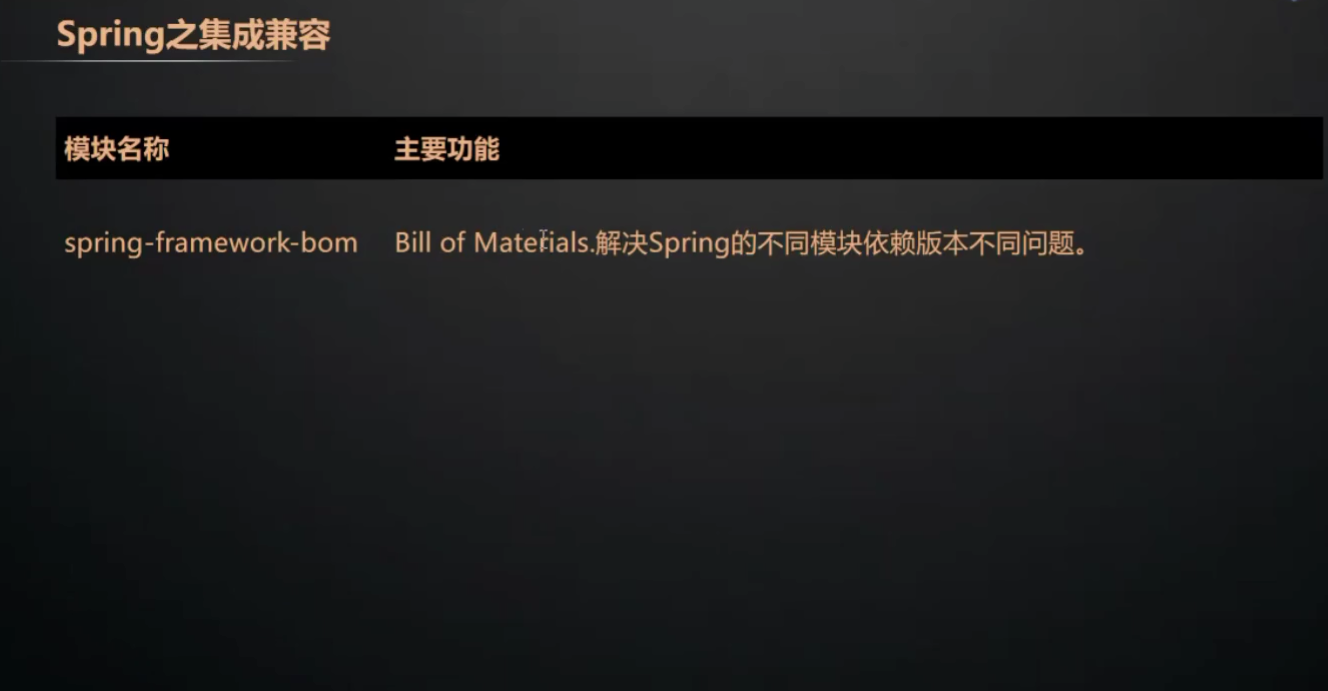 Spring之集成兼容
模块名称 主要功能
spring-framework-bom Bill of Materials.解决Spring的不同模块依赖版本不同问题。